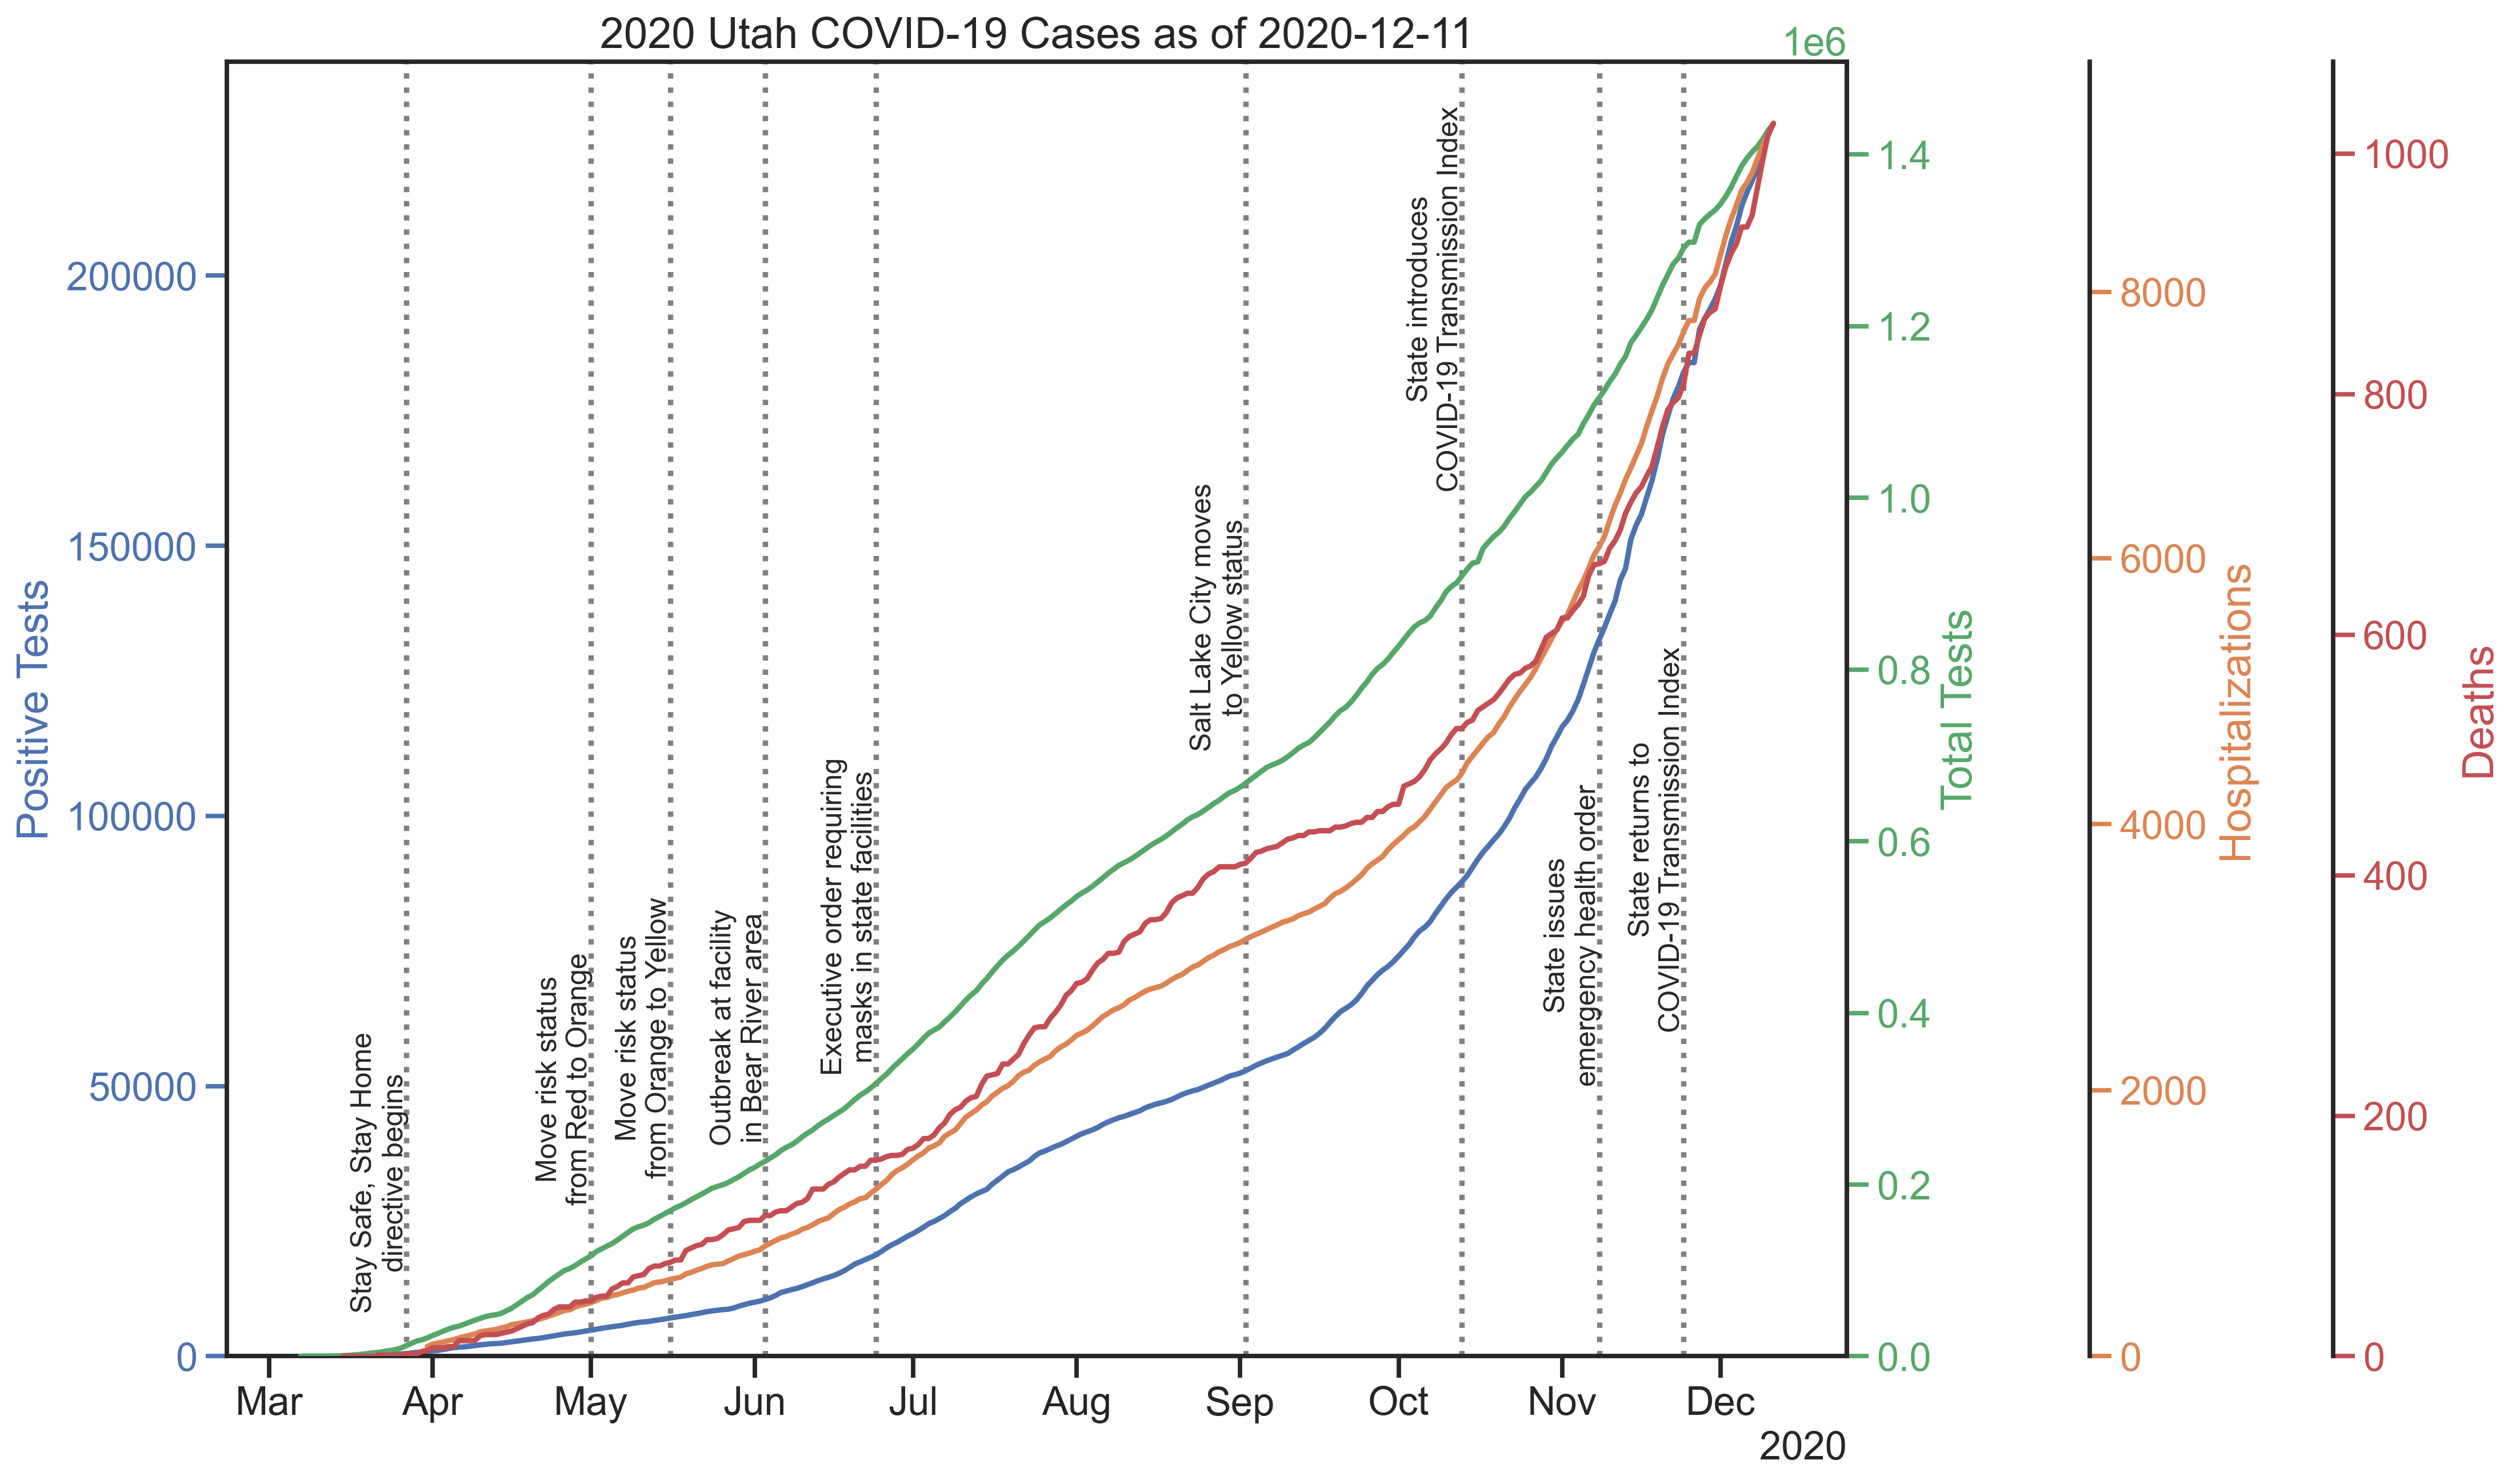 2020 Utah COVID-19 Cases as of 2020-12-11
1e6
Positive Tests
200000
150000
100000
50000
0
Stay Safe, Stay Home
directive begins
Move risk status
from Red to Orange
Move risk status
from Orange to Yellow
Outbreak at facility
in Bear River area
Executive order requiring
masks in state facilities
Salt Lake City moves
to Yellow status
State introduces
COVID-19 Transmission Index
State issues
emergency health order
State returns to
COVID-19 Transmission Index
1.4
1.2
1.0
0.8
0.6
0.4
0.2
0.0
Total Tests
8000
6000
4000
2000
0
Hospitalizations
1000
800
600
400
200
0
Deaths
Mar Apr May Jun Jul Aug Sep Oct Nov Dec
2020